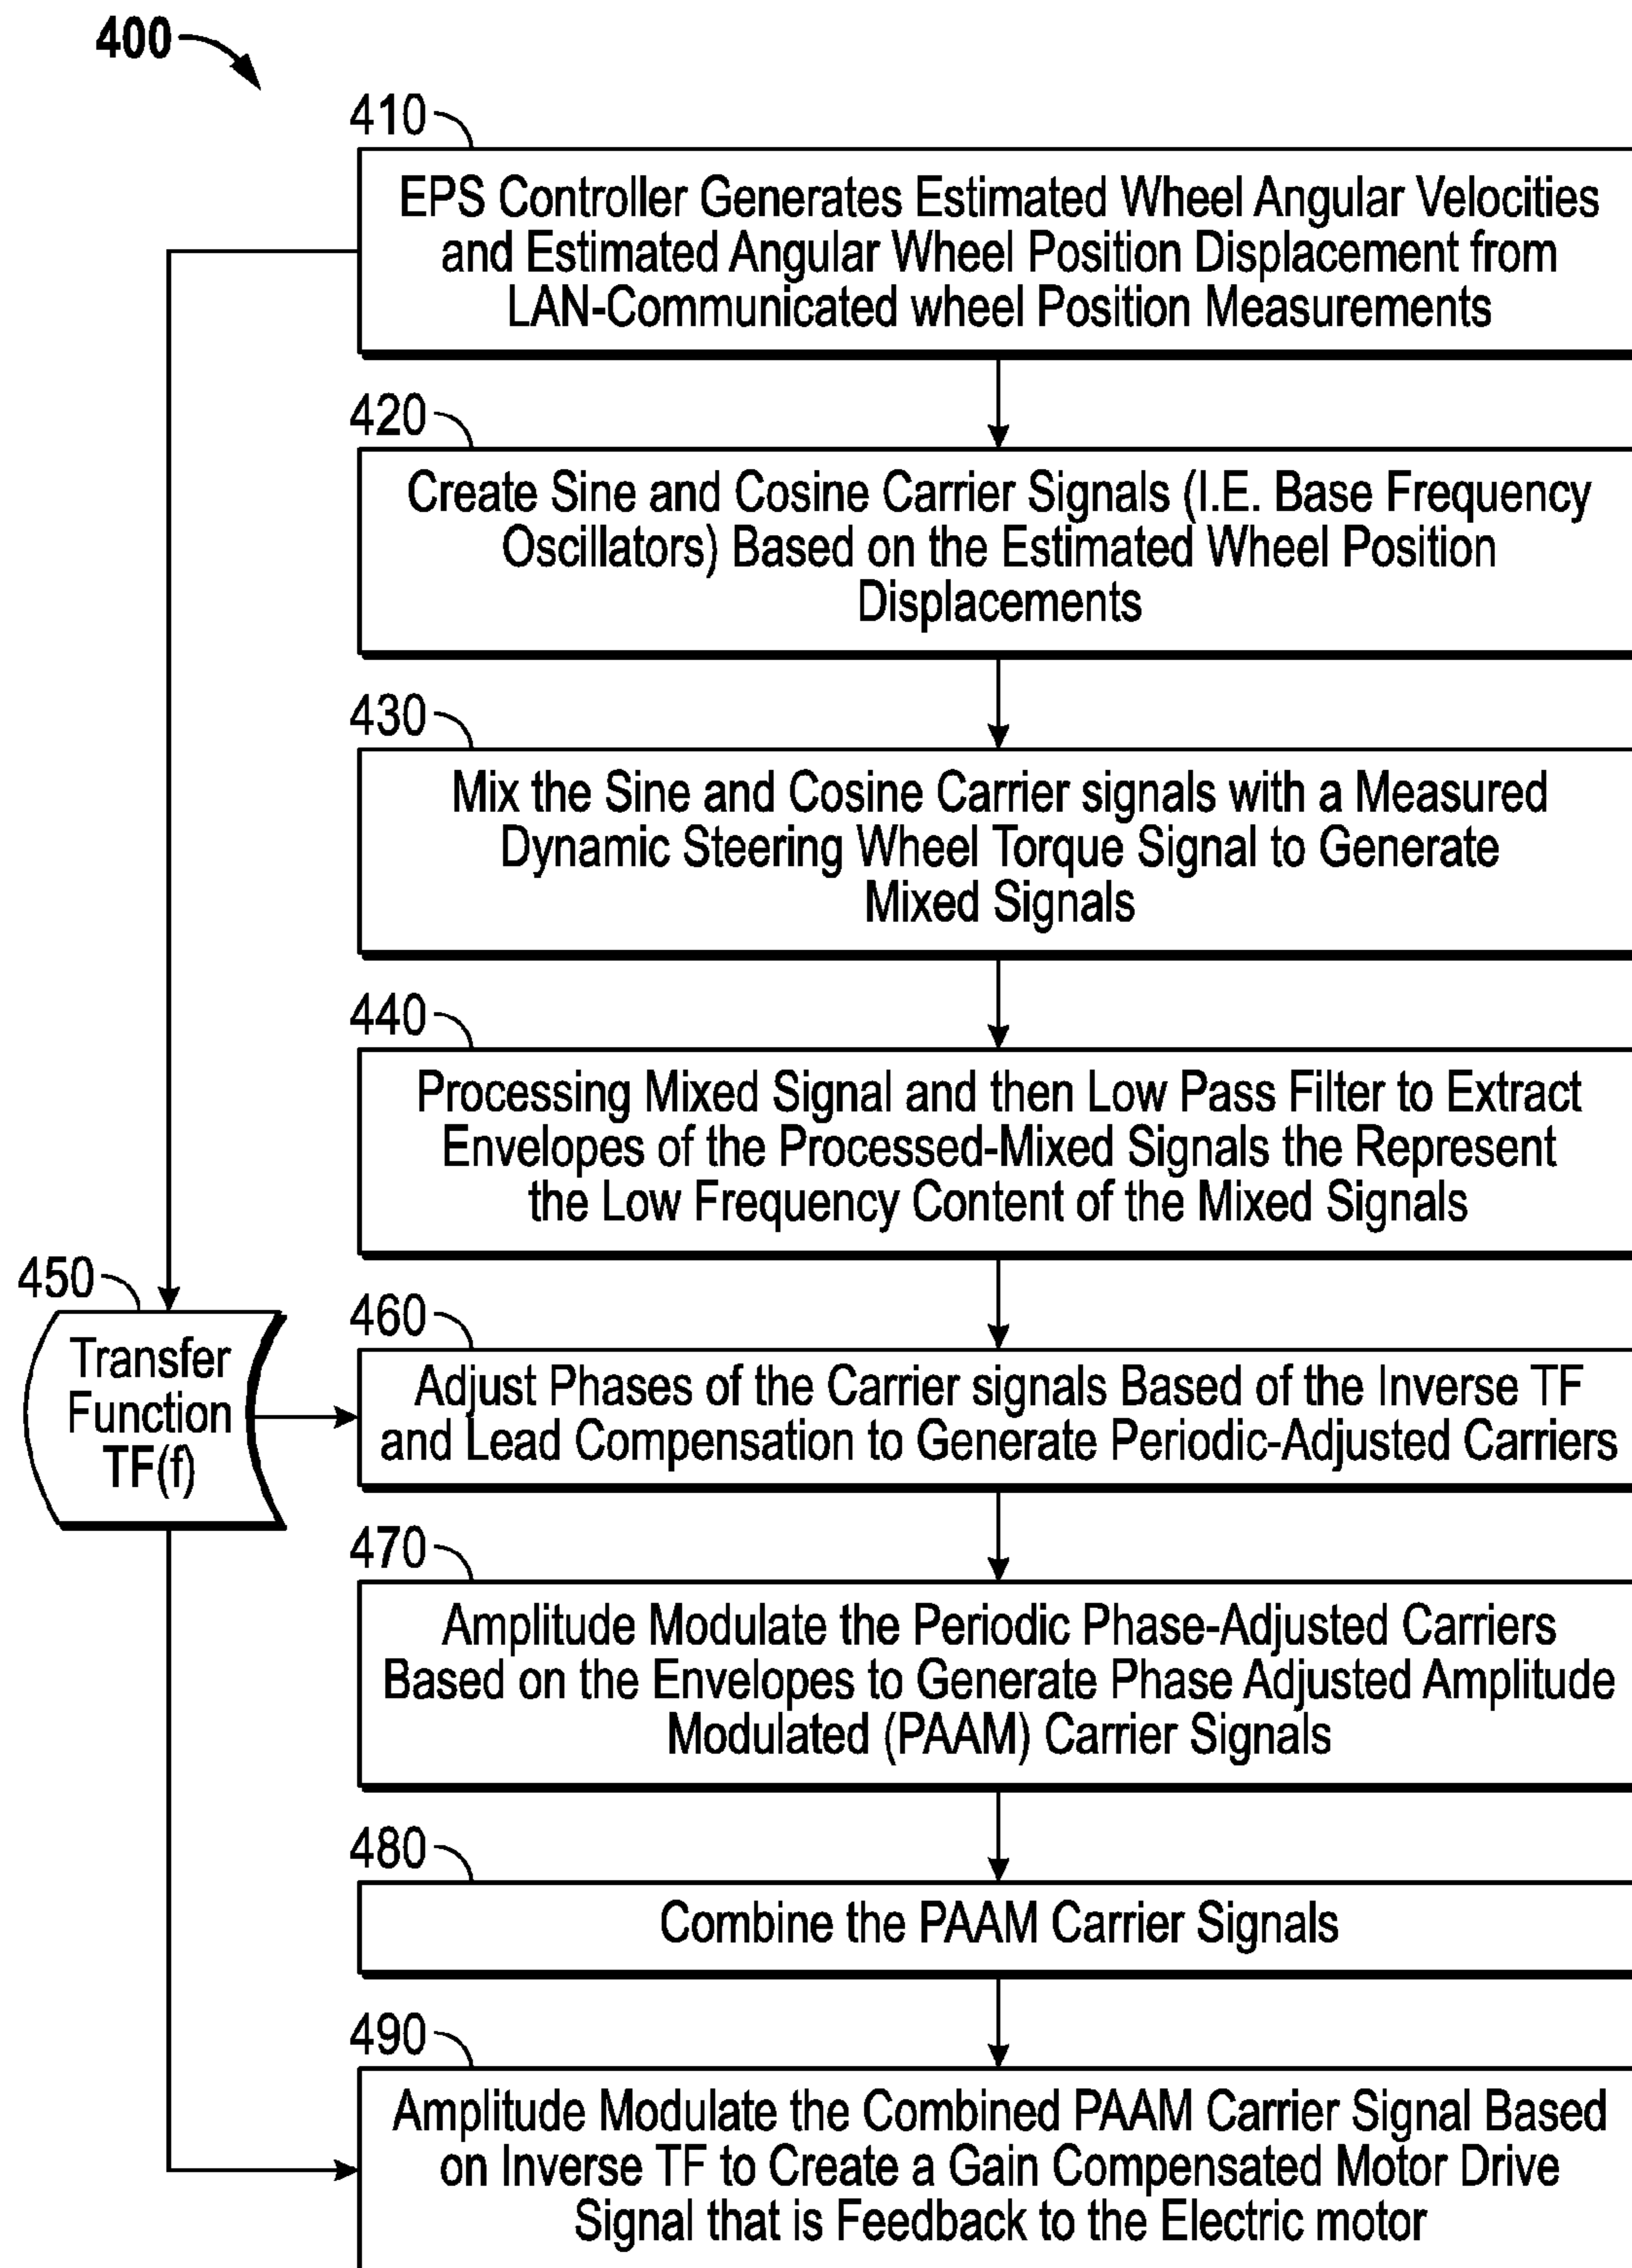 400
410
EPS Controller Generates Estimated Wheel Angular Velocities
and Estimated Angular Wheel Position Displacement from
LAN-Communicated wheel Position Measurements
420
Create Sine and Cosine Carrier Signals (I.E. Base Frequency
Oscillators) Based on the Estimated Wheel Position
Displacements
430
Mix the Sine and Cosine Carrier signals with a Measured
Dynamic Steering Wheel Torque Signal to Generate
Mixed Signals
440
Processing Mixed Signal and then Low Pass Filter to Extract
Envelopes of the Processed-Mixed Signals the Represent
the Low Frequency Content of the Mixed Signals
450
Transfer
Function
TF(f)
460
Adjust Phases of the Carrier signals Based of the Inverse TF
and Lead Compensation to Generate Periodic-Adjusted Carriers
470
Amplitude Modulate the Periodic Phase-Adjusted Carriers
Based on the Envelopes to Generate Phase Adjusted Amplitude
Modulated (PAAM) Carrier Signals
480
Combine the PAAM Carrier Signals
490
Amplitude Modulate the Combined PAAM Carrier Signal Based
on Inverse TF to Create a Gain Compensated Motor Drive
Signal that is Feedback to the Electric motor